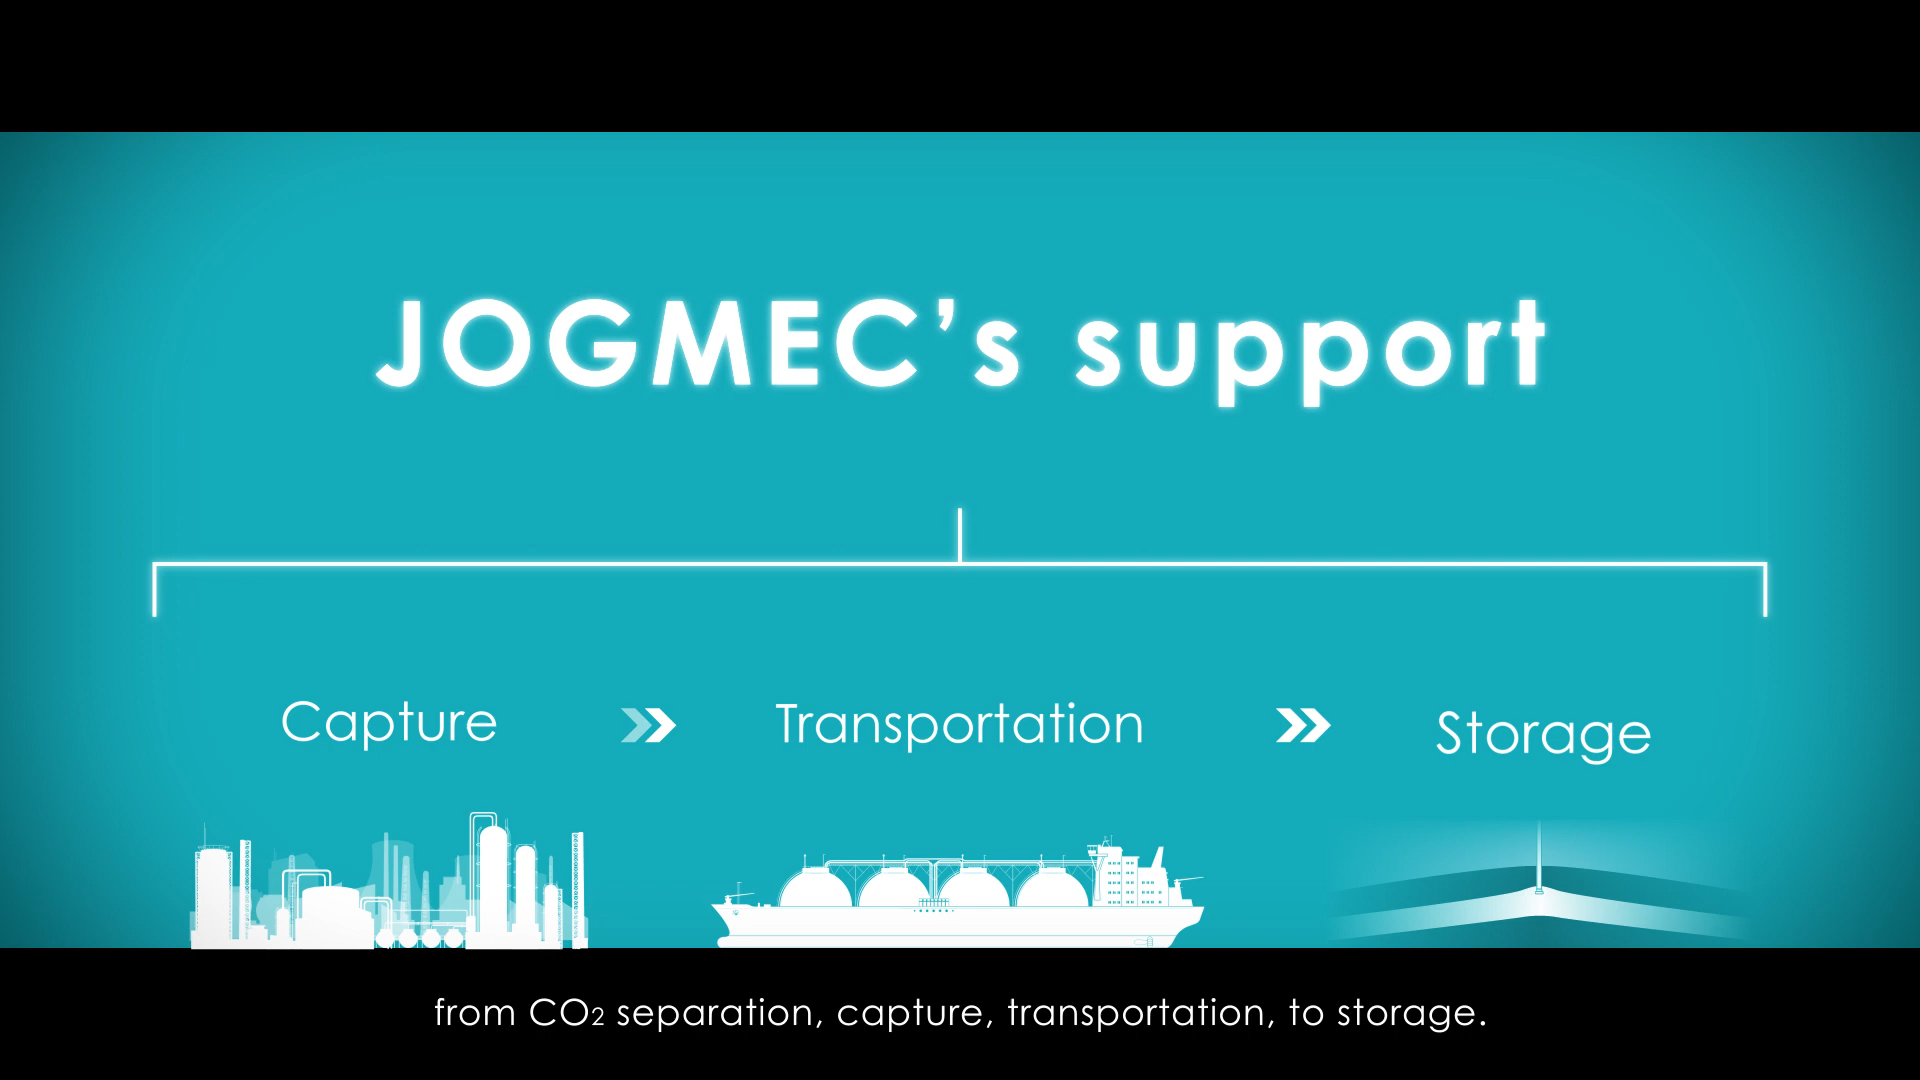 JOGMEC’s support
Capture
Transportation
Storage
from CO₂ separation, capture, transportation, to storage.